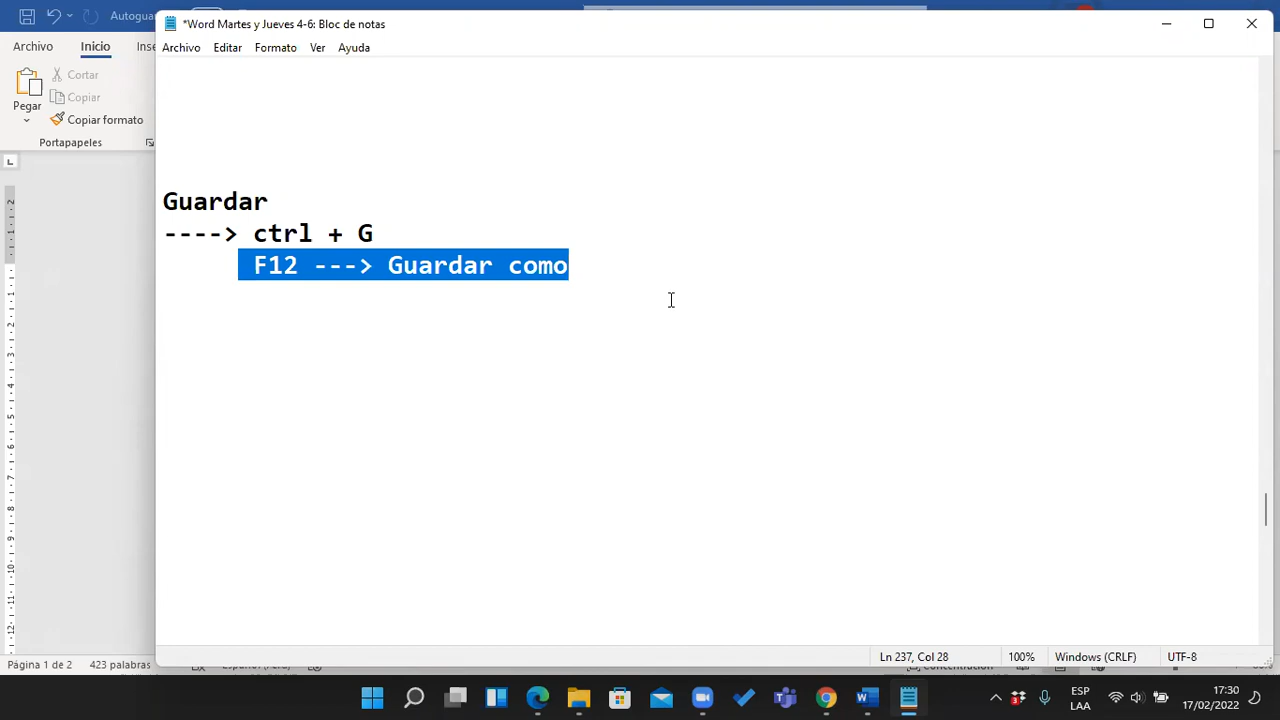 Autogua
*Word Martes y Jueves 4-6: Bloc de notas
Archivo Inicio Inse
Archivo Editar Formato Ver Ayuda
Pegar
Cortar
Copiar
Copiar formato
Portapapeles
Guardar
----> ctrl + G
F12 ---> Guardar como
Ln 237, Col 28 100% Windows (CRLF) UTF-8
Página 1 de 2 423 palabras
ESP
LAA
17:30
17/02/2022